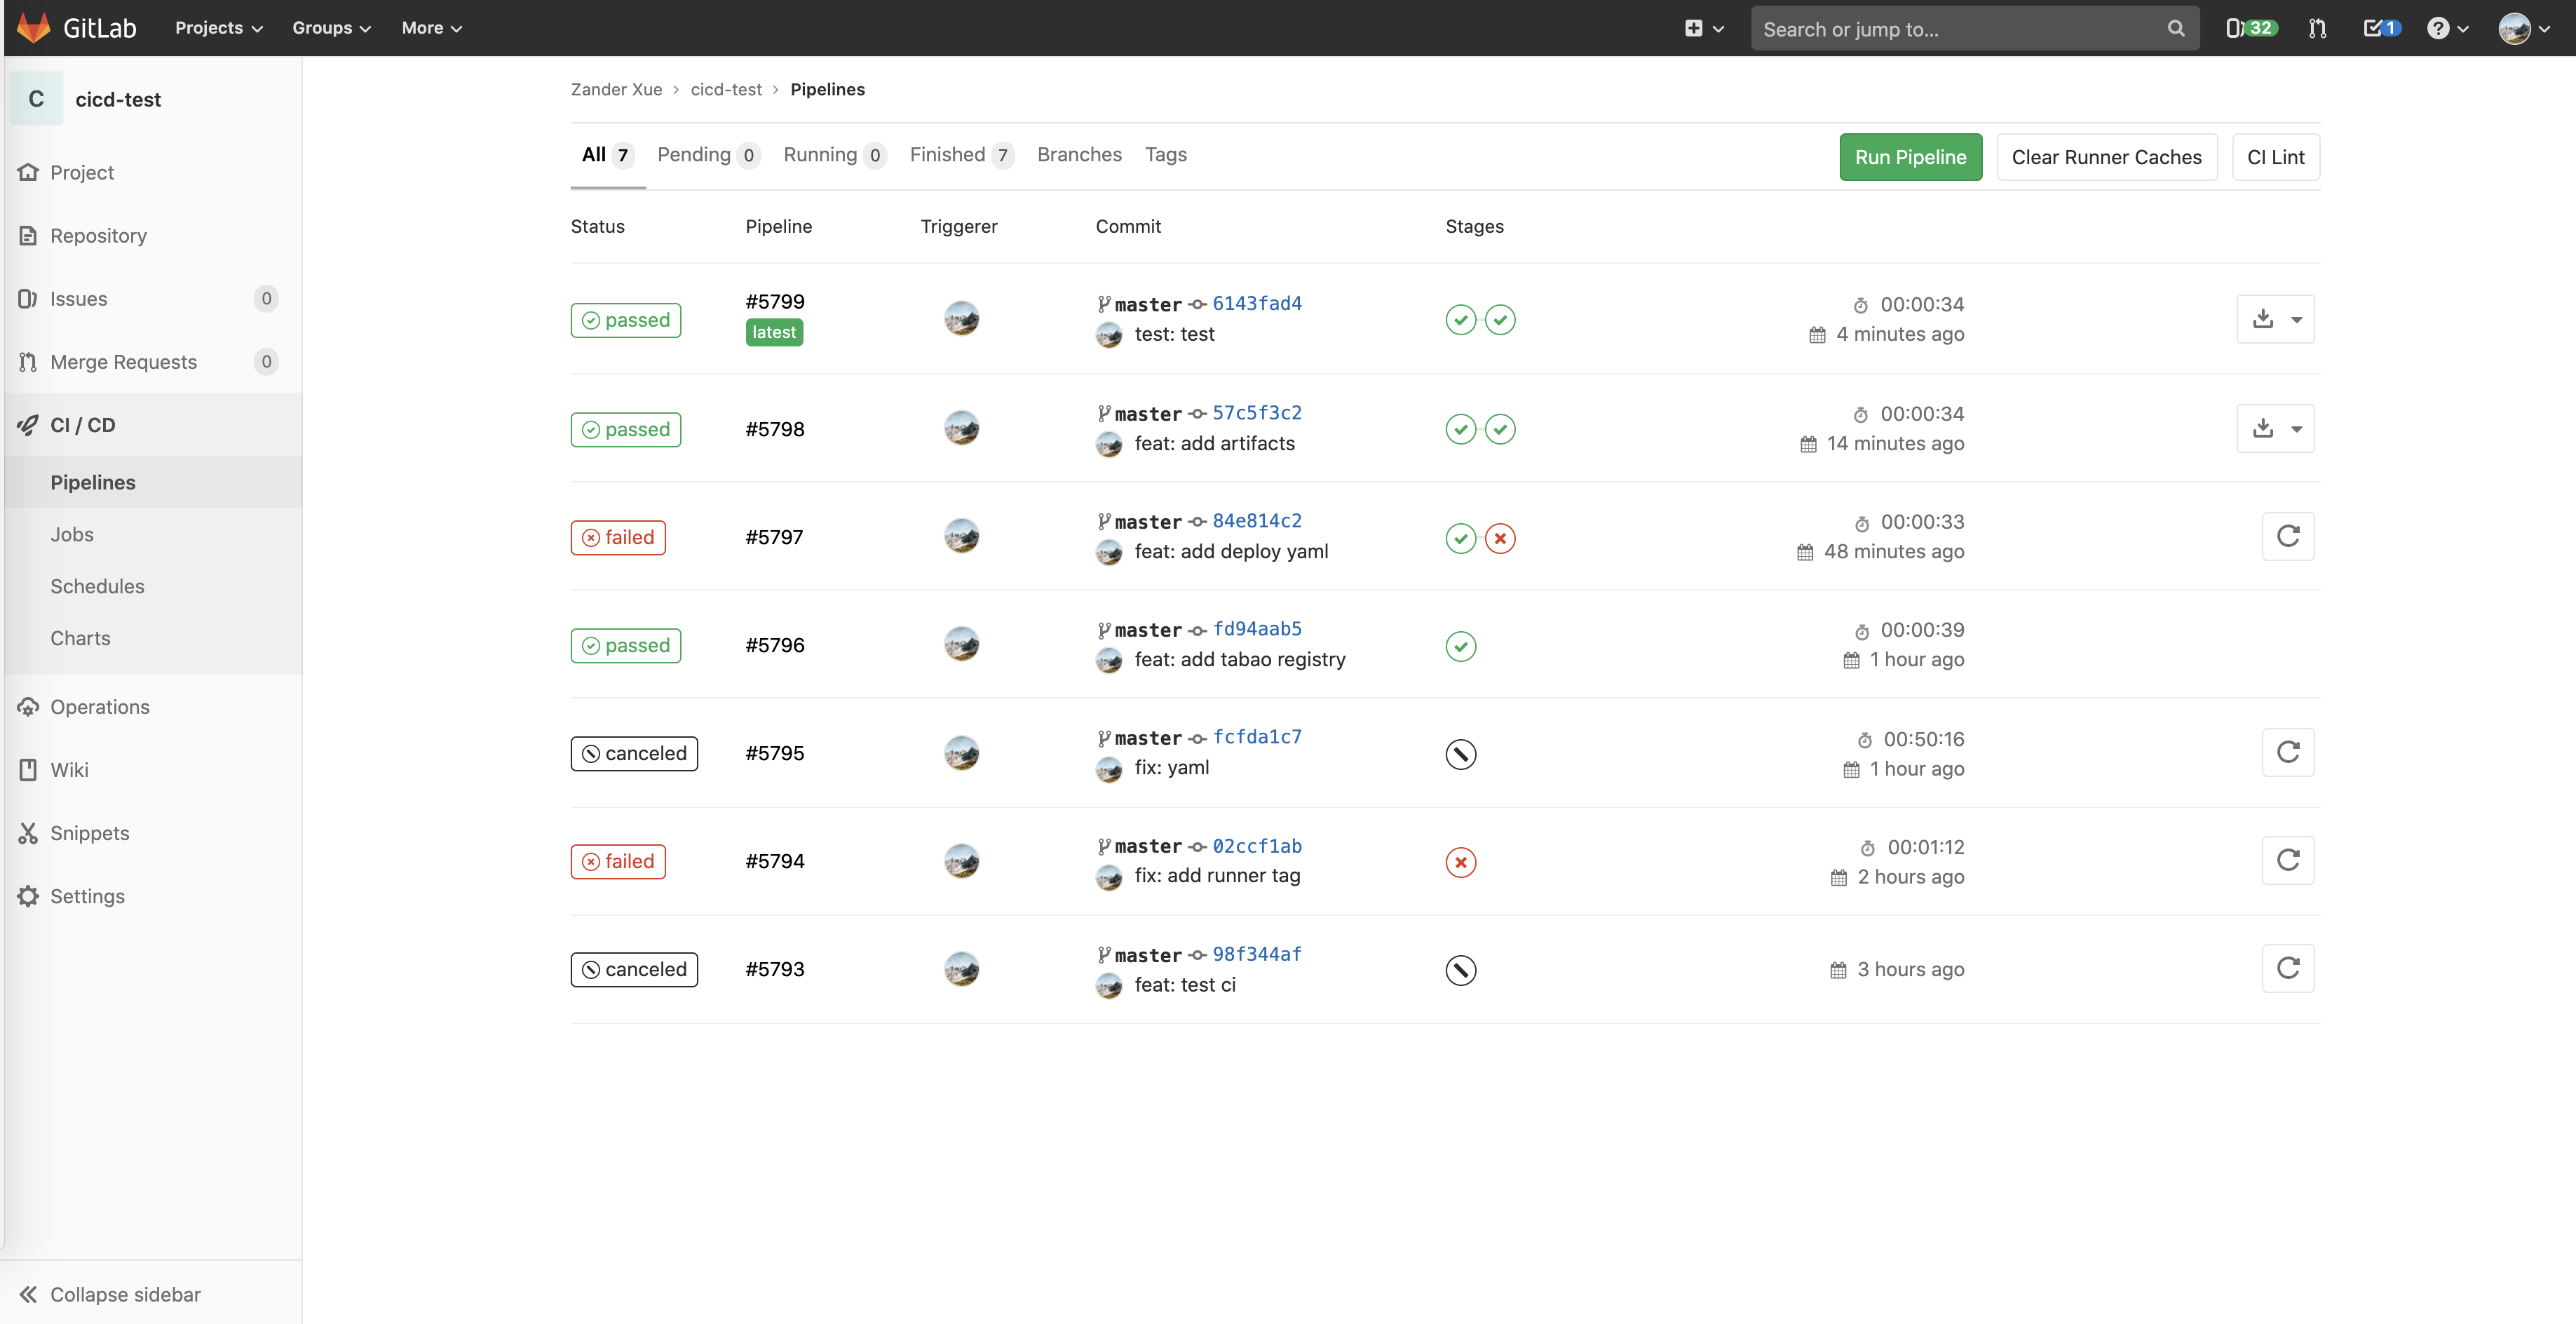 GitLab Projects Groups More Search or jump to... 32 1
C cicd-test
Project
Repository
Issues 0
Merge Requests 0
CI / CD
Pipelines
Jobs
Schedules
Charts
Operations
Wiki
Snippets
Settings
Collapse sidebar
Zander Xue > cicd-test > Pipelines
All 7 Pending 0 Running 0 Finished 7 Branches Tags Run Pipeline Clear Runner Caches CI Lint
Status Pipeline Triggerer Commit Stages
passed #5799 latest master 6143fad4 00:00:34
test: test 4 minutes ago
passed #5798 master 57c5f3c2 00:00:34
feat: add artifacts 14 minutes ago
failed #5797 master 84e814c2 00:00:33
feat: add deploy yaml 48 minutes ago
passed #5796 master fd94aab5 00:00:39
feat: add tabao registry 1 hour ago
canceled #5795 master fcfda1c7 00:50:16
fix: yaml 1 hour ago
failed #5794 master 02ccf1ab 00:01:12
fix: add runner tag 2 hours ago
canceled #5793 master 98f344af 3 hours ago
feat: test ci